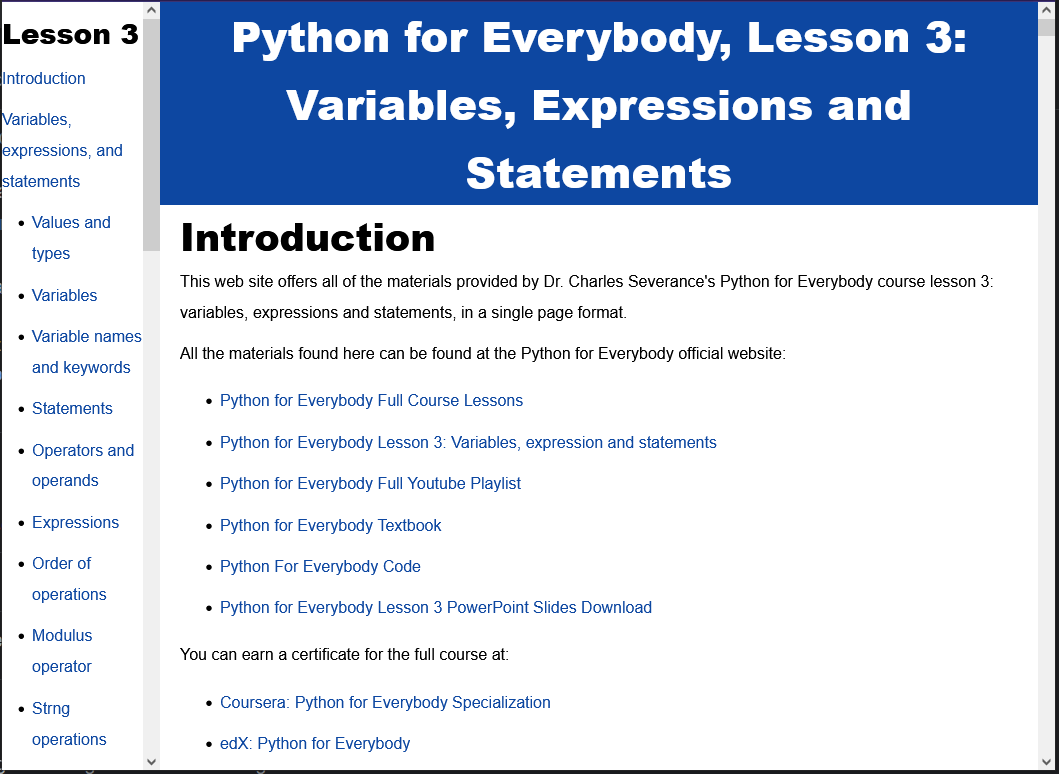 Lesson 3
Introduction
Variables,
expressions, and
statements
Values and
types
Variables
Variable names
and keywords
Statements
Operators and
operands
Expressions
Order of
operations
Modulus
operator
Strng
operations
Python for Everybody, Lesson 3:
Variables, Expressions and
Statements
Introduction
This web site offers all of the materials provided by Dr. Charles Severance's Python for Everybody course lesson 3:
variables, expressions and statements, in a single page format.
All the materials found here can be found at the Python for Everybody official website:
Python for Everybody Full Course Lessons
Python for Everybody Lesson 3: Variables, expression and statements
Python for Everybody Full Youtube Playlist
Python for Everybody Textbook
Python For Everybody Code
Python for Everybody Lesson 3 PowerPoint Slides Download
You can earn a certificate for the full course at:
Coursera: Python for Everybody Specialization
edX: Python for Everybody